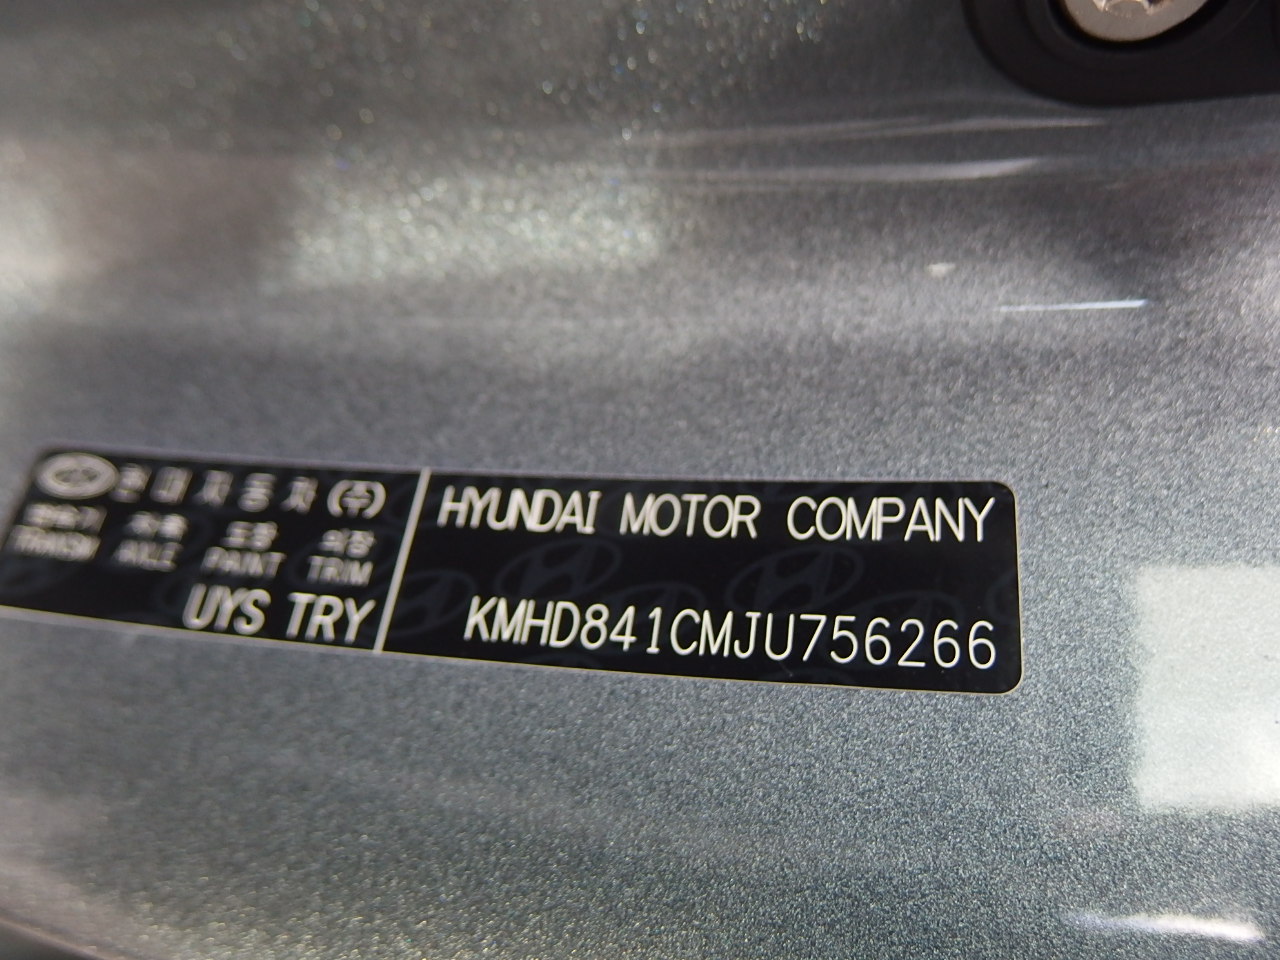 현대자동차(주)
변속기 차축 도장 의장
TRANSM AXLE PAINT TRIM
UYS TRY
HYUNDAI MOTOR COMPANY
KMHD841CMJU756266